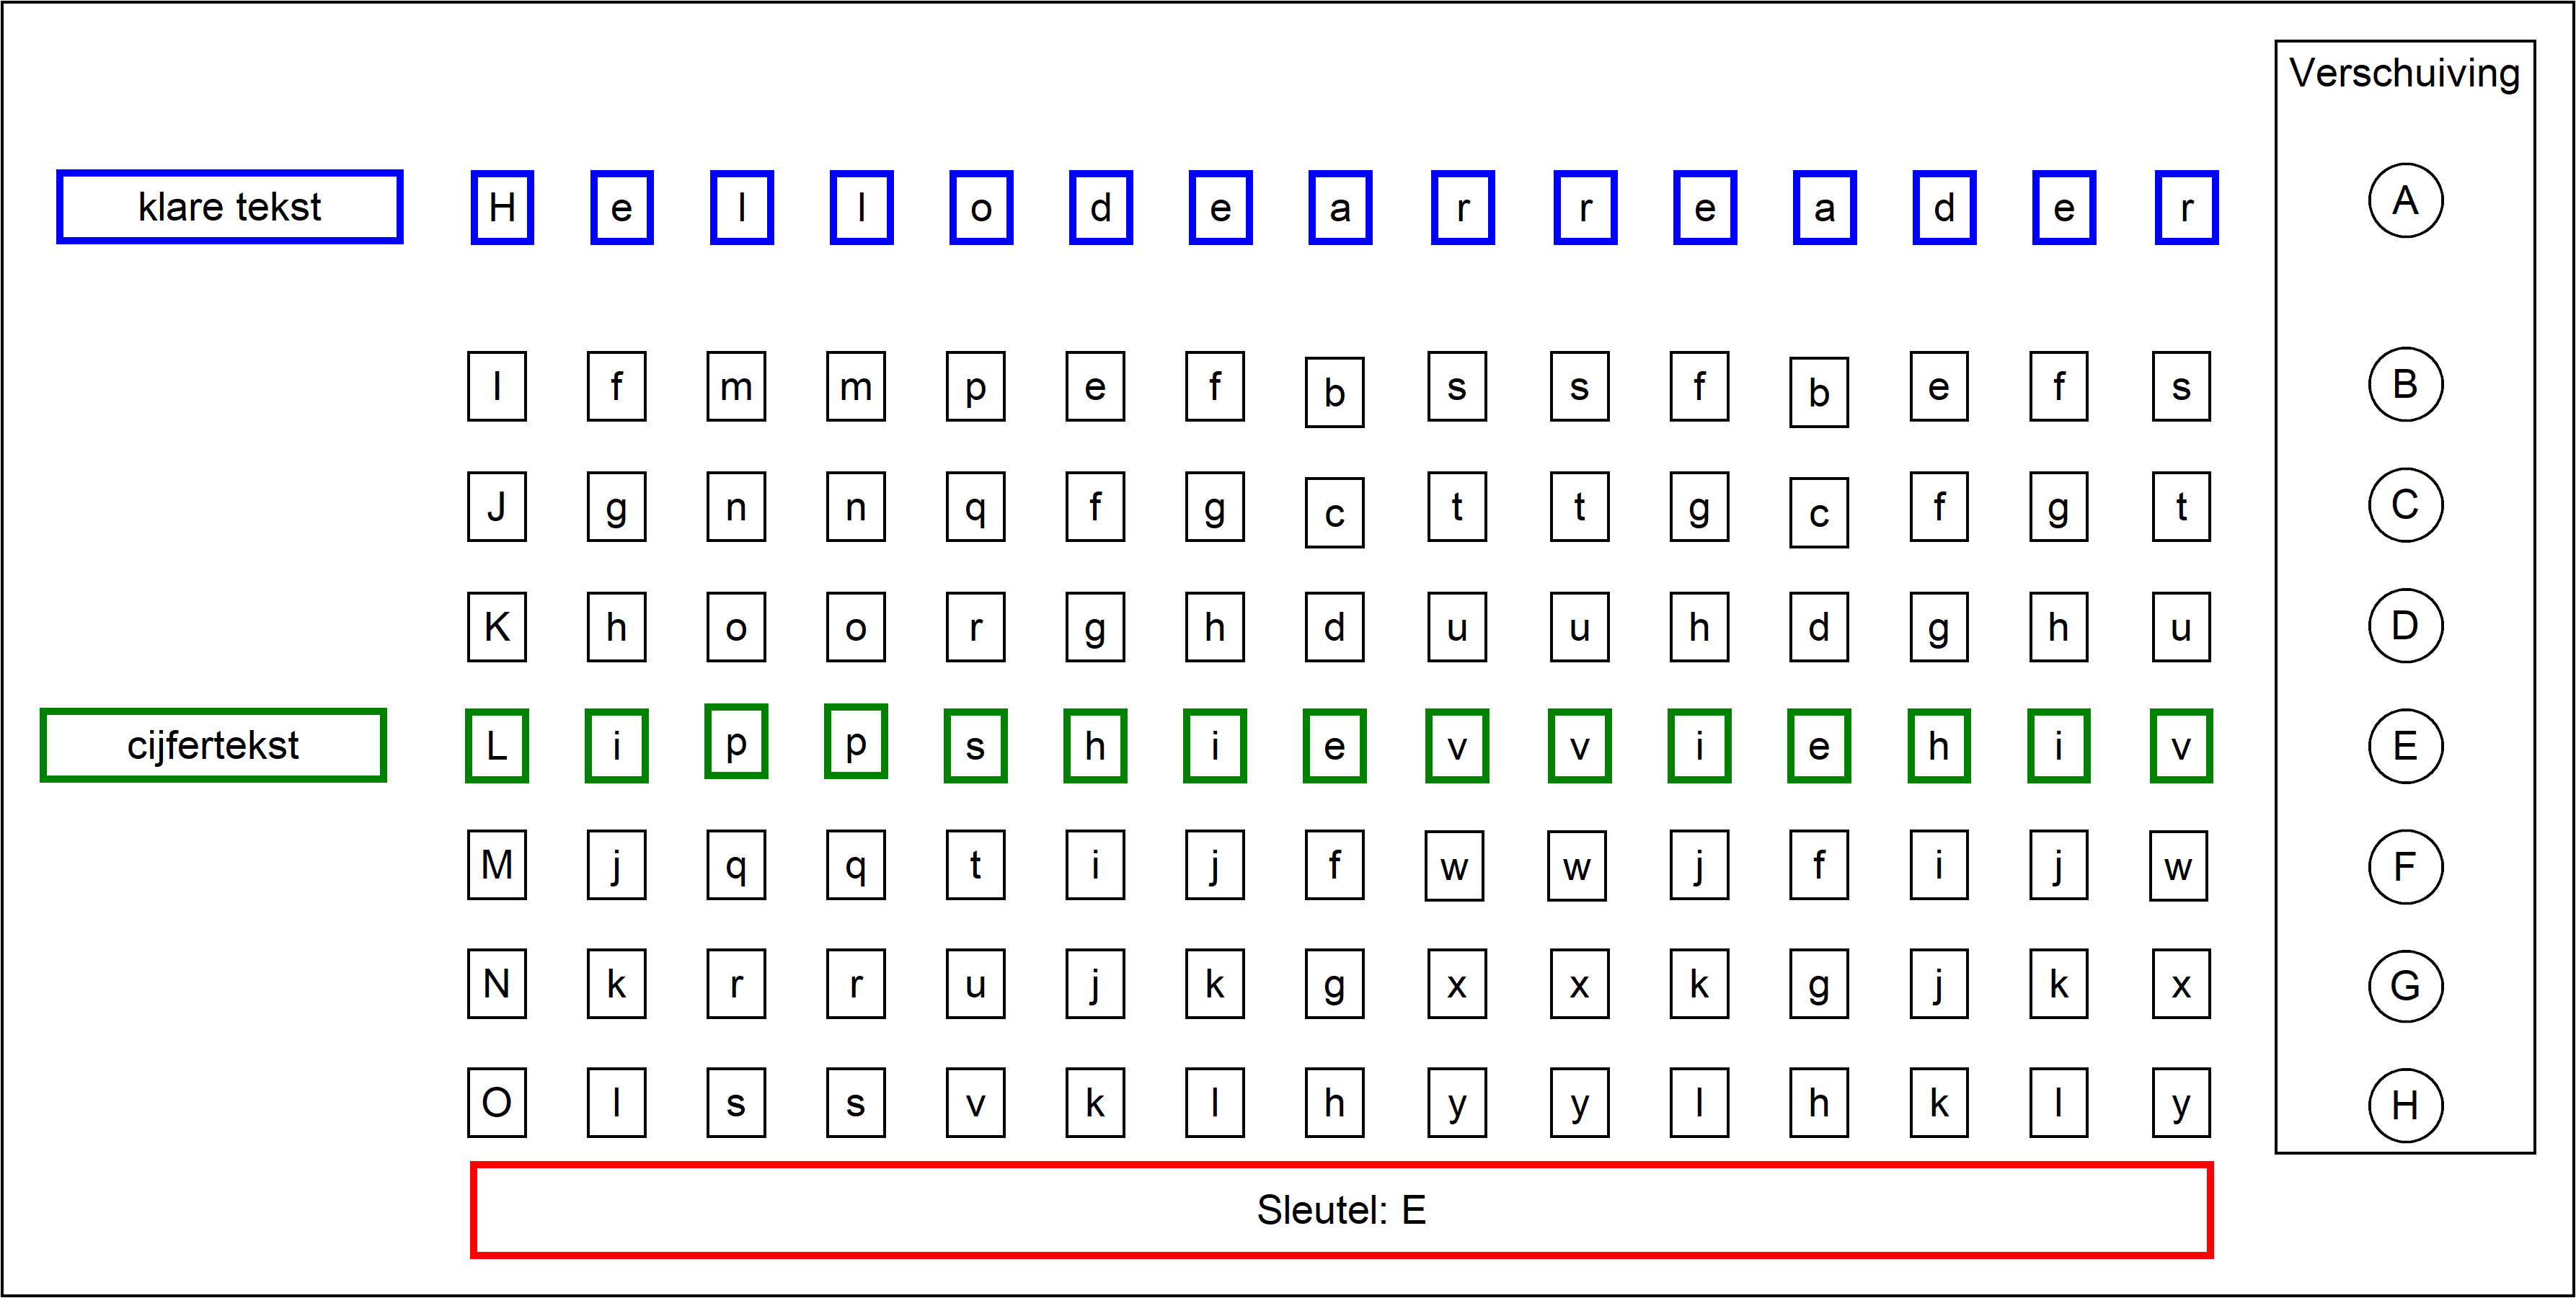 Verschuiving
klare tekst H e l l o d e a r r e a d e r A
I f m m p e f b s s f b e f s B
J g n n q f g c t t g c f g t C
K h o o r g h d u u h d g h u D
cijfertekst L i p p s h i e v v i e h i v E
M j q q t i j f w w j f i j w F
N k r r u j k g x x k g j k x G
O l s s v k l h y y l h k l y H
Sleutel: E